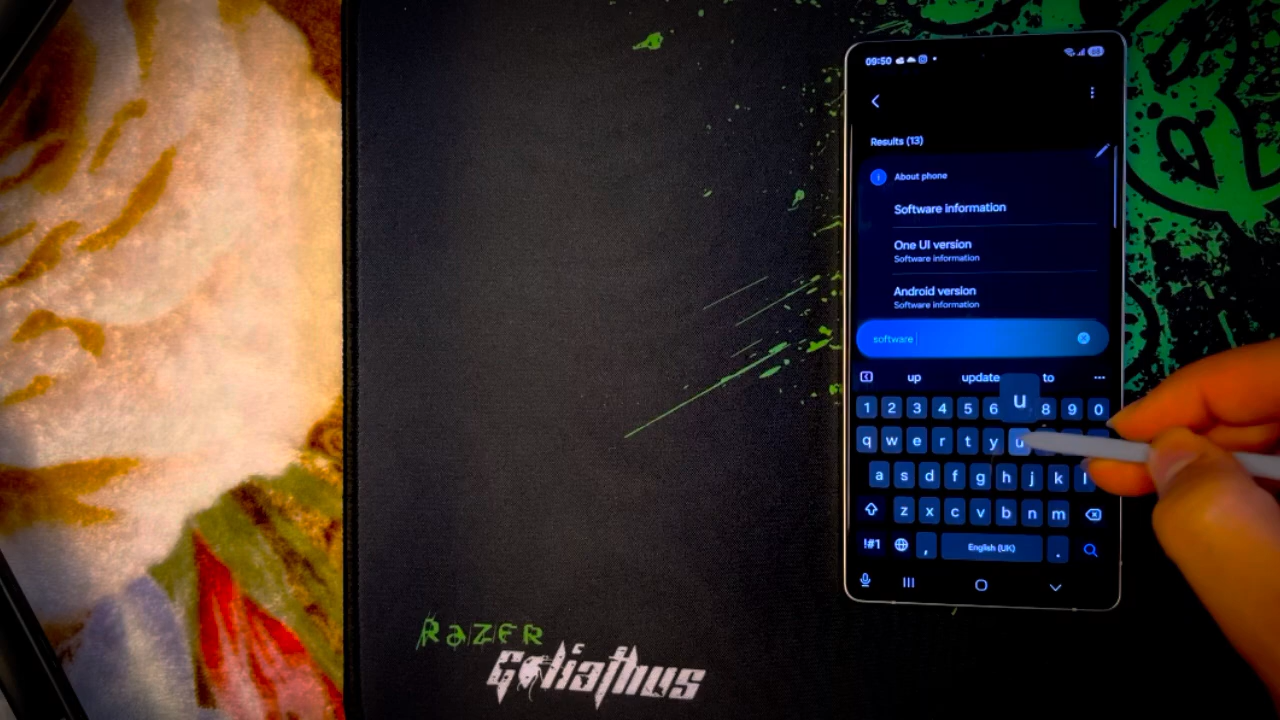 09:50
68
Results (13)
About phone
Software information
One UI version
Software information
Android version
Software information
software
up update to
u
1 2 3 4 5 6 8 9 0
q w e r t y u
a s d f g h j k l
z x c v b n m
!#1 , English (UK) .
RAZER
Goliathus